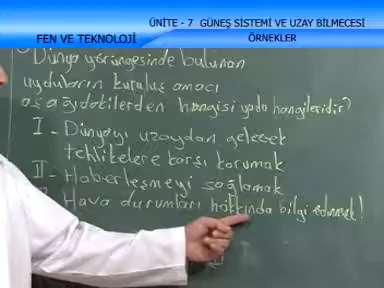 ÜNİTE - 7 GÜNEŞ SİSTEMİ VE UZAY BİLMECESİ
FEN VE TEKNOLOJİ
ÖRNEKLER
Dünya yörüngesinde bulunan
uyduların kuruluş amacı
aşağıdakilerden hangisi yada hangileridir?
I - Dünyayı uzaydan gelecek
tehlikelere karşı korumak
II - Haberleşmeyi sağlamak
Hava durumları hakkında bilgi edinmek!